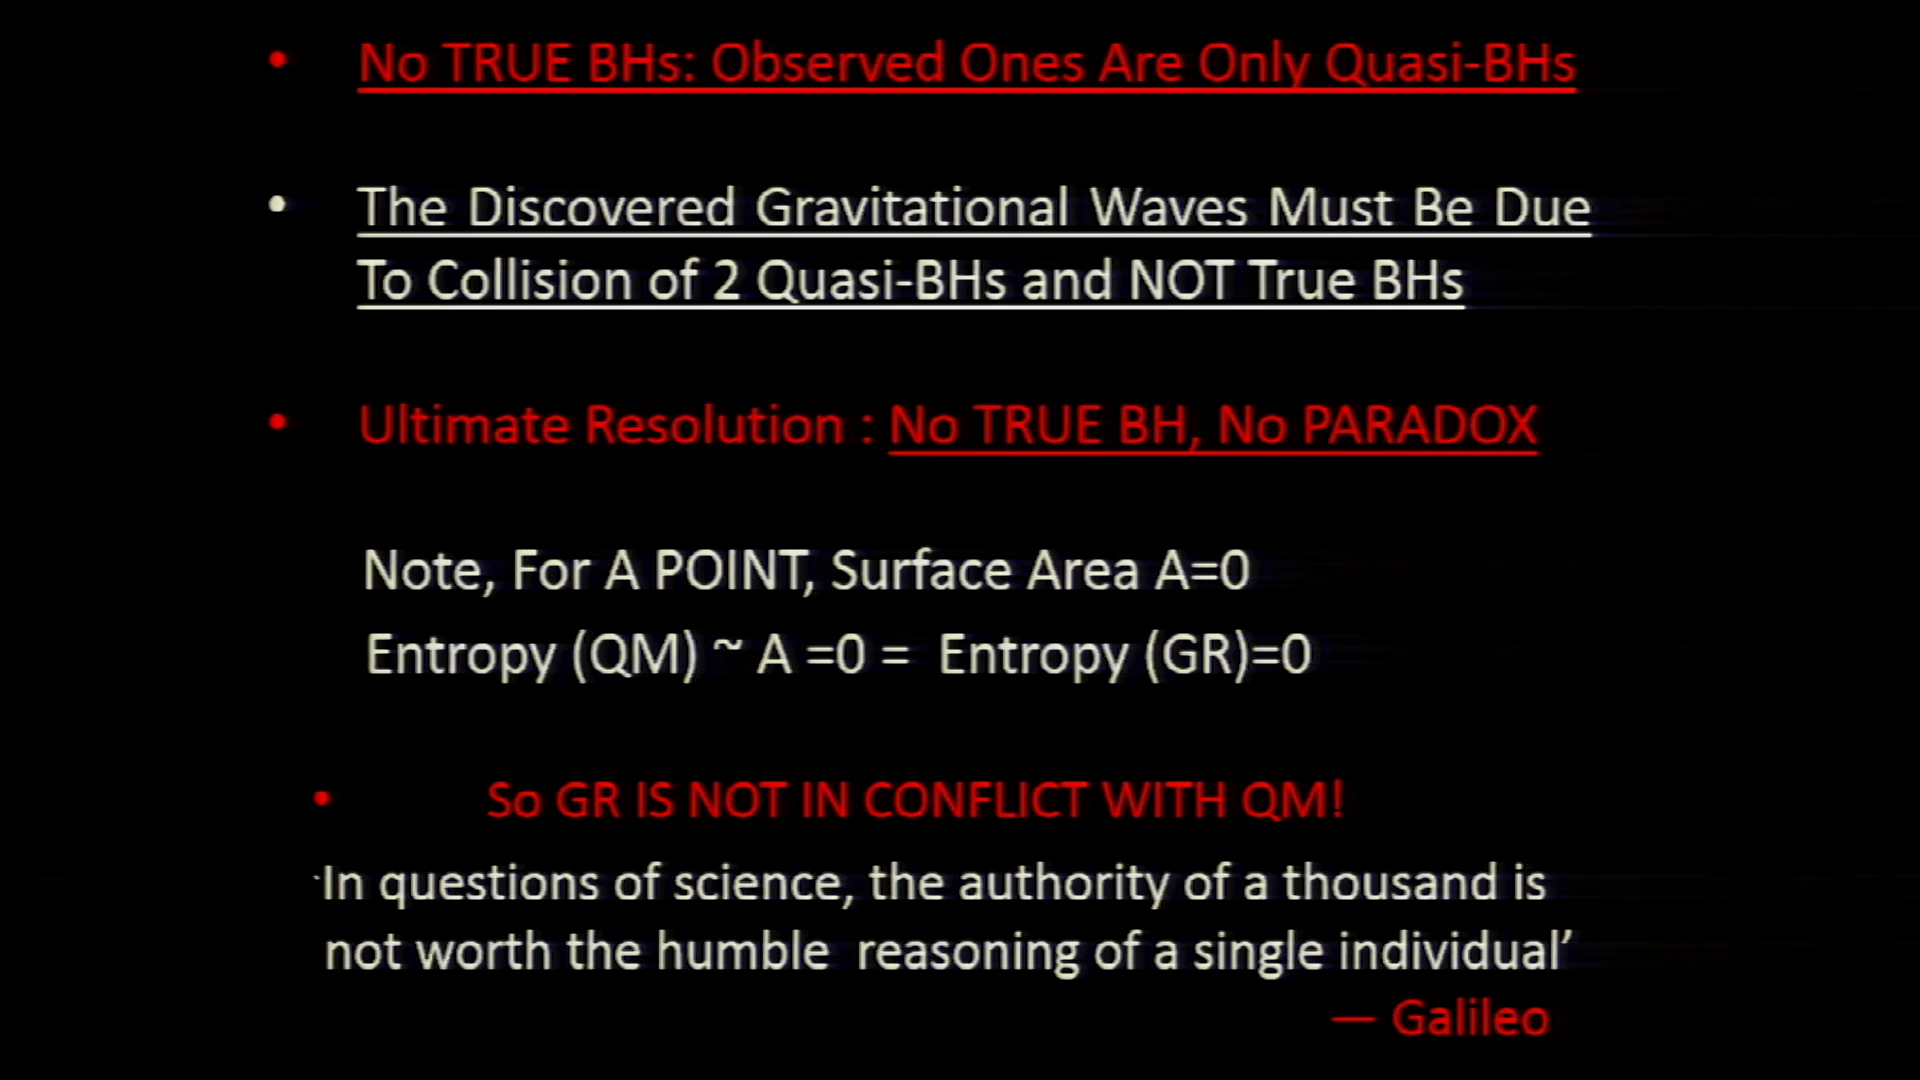 • No TRUE BHs: Observed Ones Are Only Quasi-BHs
• The Discovered Gravitational Waves Must Be Due
To Collision of 2 Quasi-BHs and NOT True BHs
• Ultimate Resolution : No TRUE BH, No PARADOX
Note, For A POINT, Surface Area A=0
Entropy (QM) ~ A =0 = Entropy (GR)=0
• So GR IS NOT IN CONFLICT WITH QM!
`In questions of science, the authority of a thousand is
not worth the humble reasoning of a single individual’
— Galileo